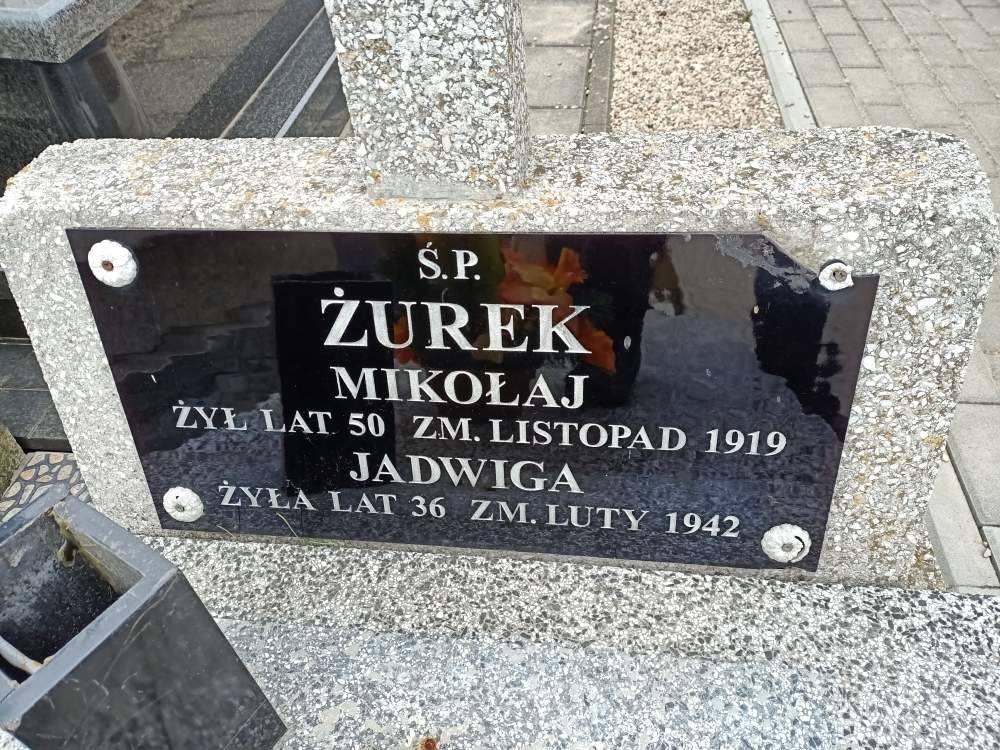 Ś.P.
ŻUREK
MIKOŁAJ
ŻYŁ LAT 50 ZM. LISTOPAD 1919
JADWIGA
ŻYŁA LAT 36 ZM. LUTY 1942